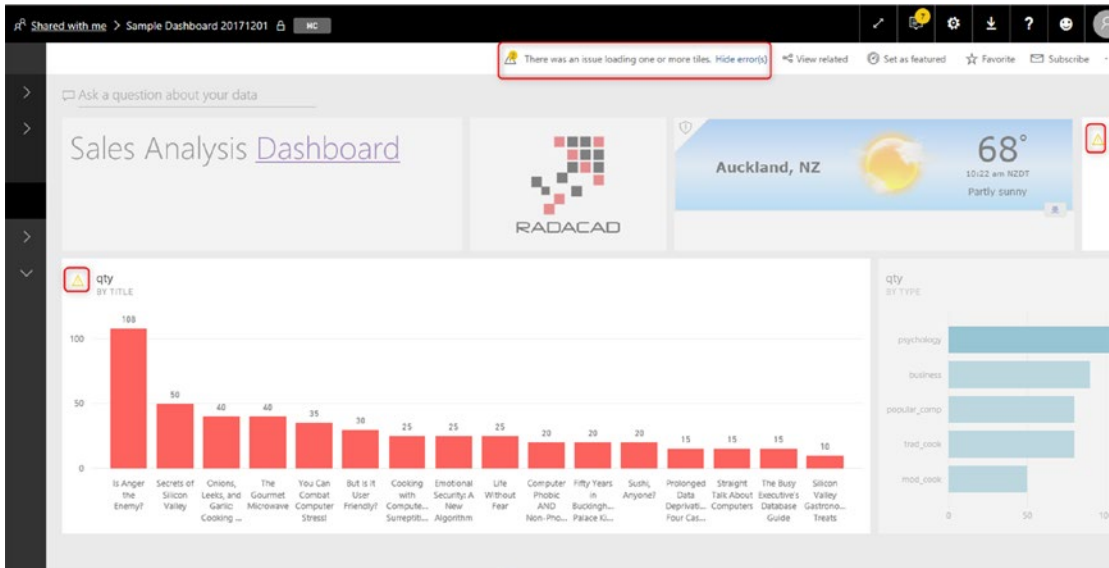 Shared with me > Sample Dashboard 20171201 MC
7
?
2 There was an issue loading one or more tiles. Hide error(s)
View related
Set as featured
Favorite
Subscribe
Ask a question about your data
Sales Analysis Dashboard
RADACAD
Auckland, NZ
68°
10:22 am NZDT
Partly sunny
qty
BY TITLE
100
50
0
108
50
40
40
35
30
25
25
25
20
20
20
15
15
15
10
Is Anger
the
Enemy?
Secrets of
Silicon
Valley
Onions,
Leeks, and
Garlic:
Cooking ...
The
Gourmet
Microwave
You Can
Combat
Computer
Stress!
But Is It
User
Friendly?
Cooking
with
Compute...
Surreptiti...
Emotional
Security: A
New
Algorithm
Life
Without
Fear
Computer
Phobic
AND
Non-Pho...
Fifty Years
in
Buckingh...
Palace Ki...
Sushi,
Anyone?
Prolonged
Data
Deprivati...
Four Cas...
Straight
Talk About
Computers
The Busy
Executive's
Database
Guide
Silicon
Valley
Gastrono...
Treats
qty
BY TYPE
psychology
business
popular_comp
trad_cook
mod_cook
0
50